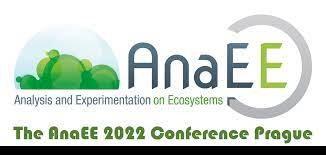 AnaEE
Analysis and Experimentation on Ecosystems
The AnaEE 2022 Conference Prague